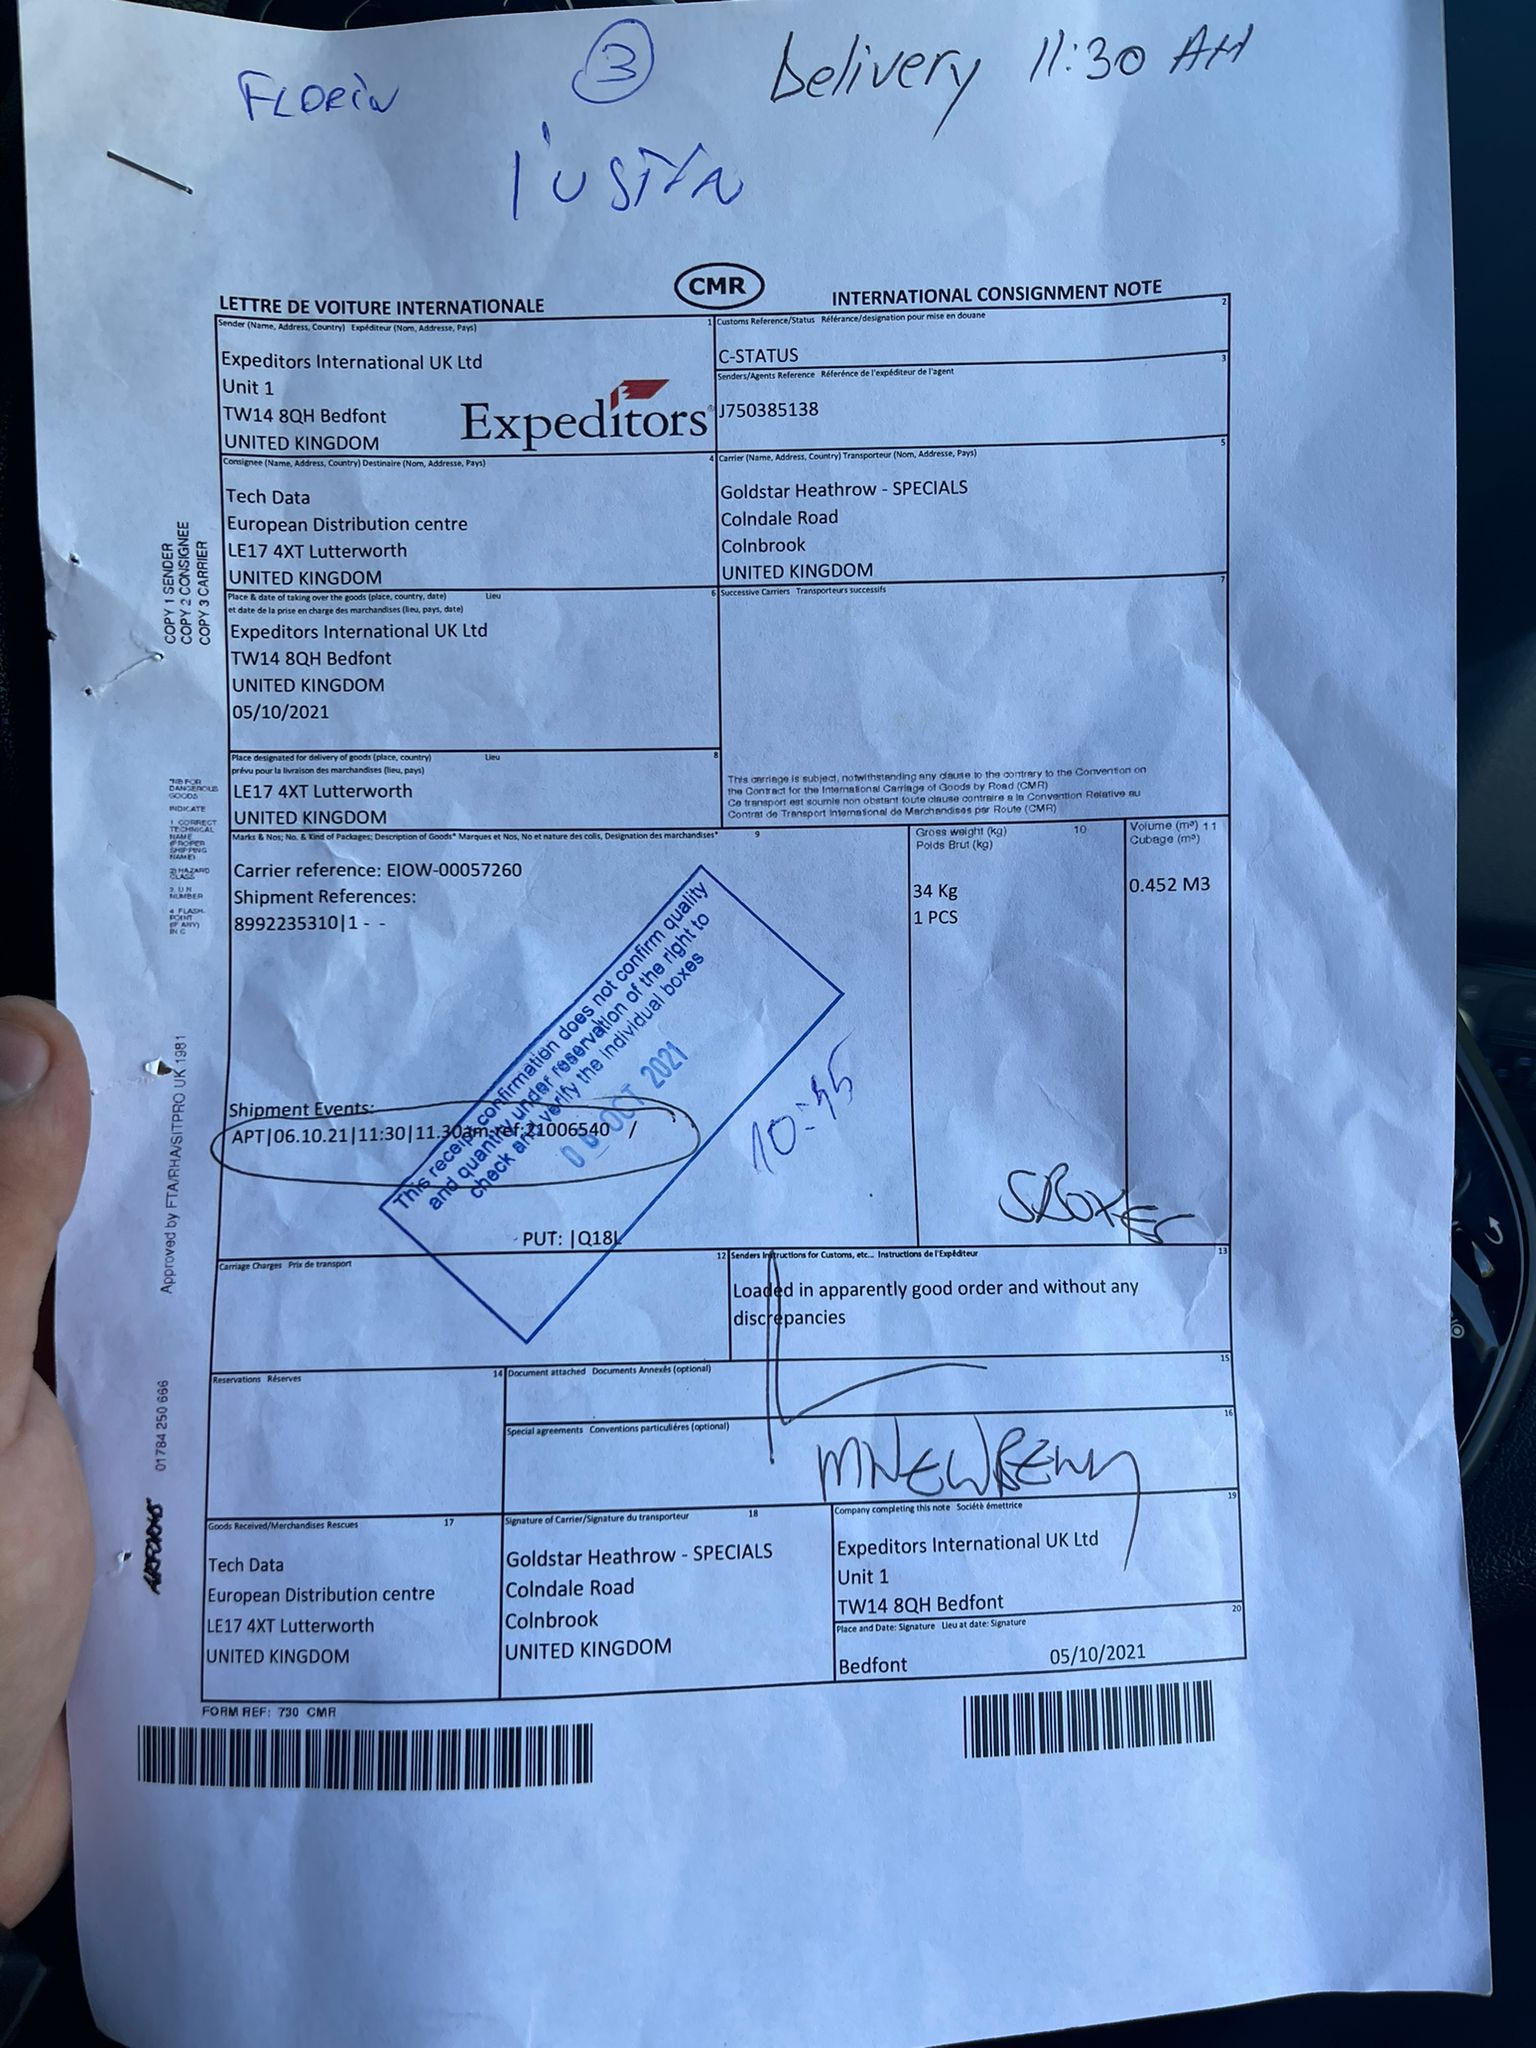 FLORIN
3
Delivery 11:30 AM
CMR
LETTRE DE VOITURE INTERNATIONALE
INTERNATIONAL CONSIGNMENT NOTE
Sender (Name, Address, Country) Expéditeur (Nom, Addresse, Pays) 1
Expeditors International UK Ltd
Unit 1
TW14 8QH Bedfont
UNITED KINGDOM
Expeditors
Customs Reference/Status Référance/designation pour mise en douane 2
C-STATUS
Senders/Agents Reference Référence de l'expéditeur de l'agent 3
J750385138
Consignee (Name, Address, Country) Destinaire (Nom, Addresse, Pays) 4
Tech Data
European Distribution centre
LE17 4XT Lutterworth
UNITED KINGDOM
Carrier (Name, Address, Country) Transporteur (Nom, Addresse, Pays) 5
Goldstar Heathrow - SPECIALS
Colndale Road
Colnbrook
UNITED KINGDOM
COPY 1 SENDER
COPY 2 CONSIGNEE
COPY 3 CARRIER
Place & date of taking over the goods (place, country, date) Lieu 6
et date de la prise en charge des marchandises (lieu, pays, date)
Expeditors International UK Ltd
TW14 8QH Bedfont
UNITED KINGDOM
05/10/2021
Successive Carriers Transporteurs successifs 7
Place designated for delivery of goods (place, country) Lieu 8
prévu pour la livraison des marchandises (lieu, pays)
LE17 4XT Lutterworth
UNITED KINGDOM
This carriage is subject, notwithstanding any clause to the contrary to the Convention on
the Contract for the International Carriage of Goods by Road (CMR)
Ce transport est soumie non obstant toute clause contraire a la Convention Relative au
Contrat de Transport International de Marchandises par Route (CMR)
*NB FOR
DANGEROUS
GOODS
INDICATE
1. CORRECT
TECHNICAL
NAME
(PROPER
SHIPPING
NAME)
2) HAZARD
CLASS
3. U N
NUMBER
4. FLASH-
POINT
(IF ANY)
IN C
Marks & Nos; No. & Kind of Packages; Description of Goods* Marques et Nos, No et nature des colis, Designation des marchandises* 9
Gross weight (kg) 10
Poids Brut (kg)
Volume (m³) 11
Cubage (m³)
Carrier reference: EIOW-00057260
Shipment References:
8992235310|1 - -
34 Kg
1 PCS
0.452 M3
This receipt confirmation does not confirm quality
and quantity under reservation of the right to
check and verify the individual boxes
OCT 2021
10:45
Shipment Events:
APT|06.10.21|11:30|11.30am-ref:21006540 /
PUT: |Q18L
Approved by FTA/RHA/SITPRO UK 1981
Carriage Charges Prix de transport 12
Senders Instructions for Customs, etc... Instructions de l'Expéditeur 13
Loaded in apparently good order and without any
discrepancies
Reservations Réserves 14
Document attached Documents Annexés (optional) 15
Special agreements Conventions particuliéres (optional) 16
MNEWBERRY
01784 250 666
ARFORMS
Goods Received/Merchandises Rescues 17
Tech Data
European Distribution centre
LE17 4XT Lutterworth
UNITED KINGDOM
Signature of Carrier/Signature du transporteur 18
Goldstar Heathrow - SPECIALS
Colndale Road
Colnbrook
UNITED KINGDOM
Company completing this note Société émettrice 19
Expeditors International UK Ltd
Unit 1
TW14 8QH Bedfont
Place and Date: Signature Lieu at date: Signature 20
Bedfont 05/10/2021
FORM REF: 730 CMR